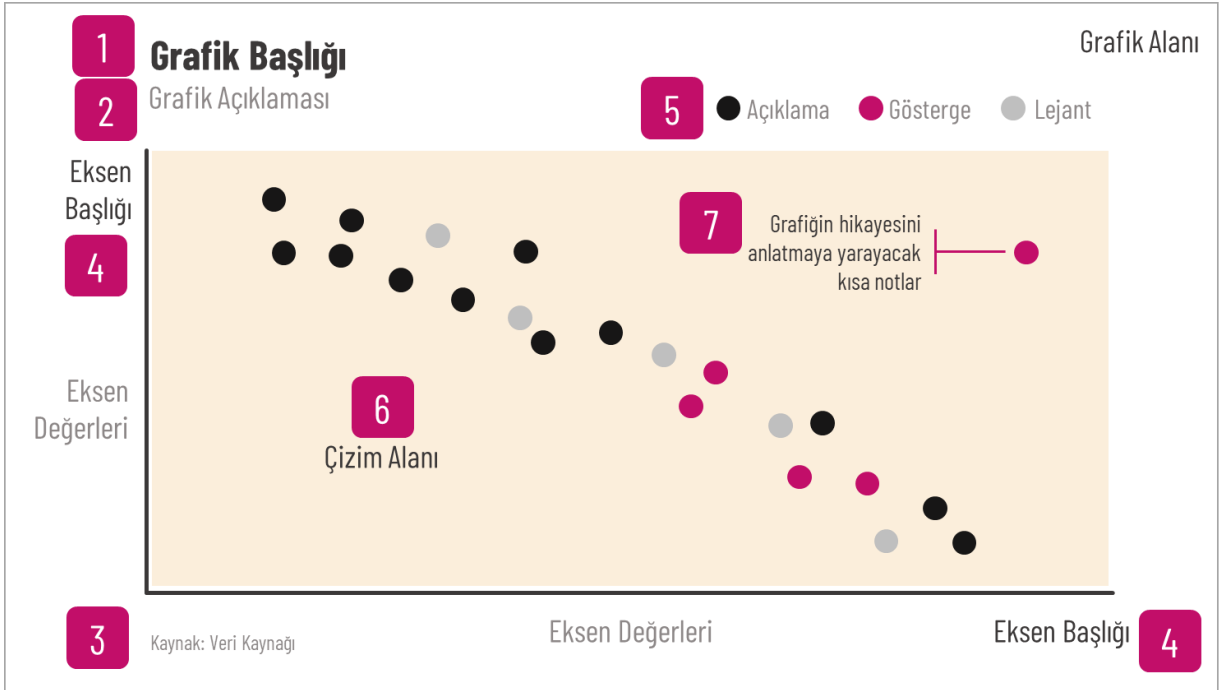 1
Grafik Başlığı
Grafik Alanı
2
Grafik Açıklaması
5
Açıklama
Gösterge
Lejant
Eksen
Başlığı
4
7
Grafiğin hikayesini
anlatmaya yarayacak
kısa notlar
Eksen
Değerleri
6
Çizim Alanı
3
Kaynak: Veri Kaynağı
Eksen Değerleri
Eksen Başlığı
4